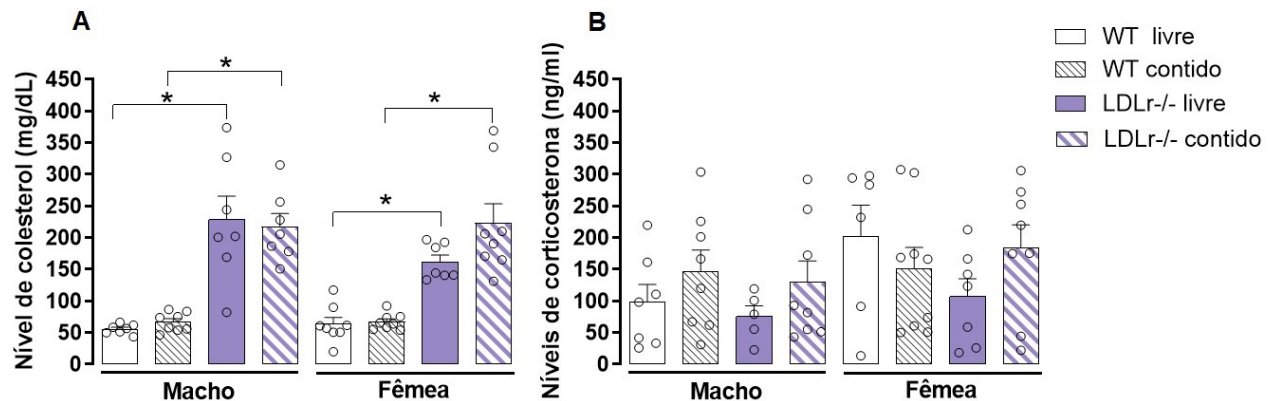 A
Nível de colesterol (mg/dL)
450
400
350
300
250
200
150
100
50
0
*
*
*
*
Macho
Fêmea
B
Níveis de corticosterona (ng/ml)
450
400
350
300
250
200
150
100
50
0
Macho
Fêmea
WT livre
WT contido
LDLr-/- livre
LDLr-/- contido